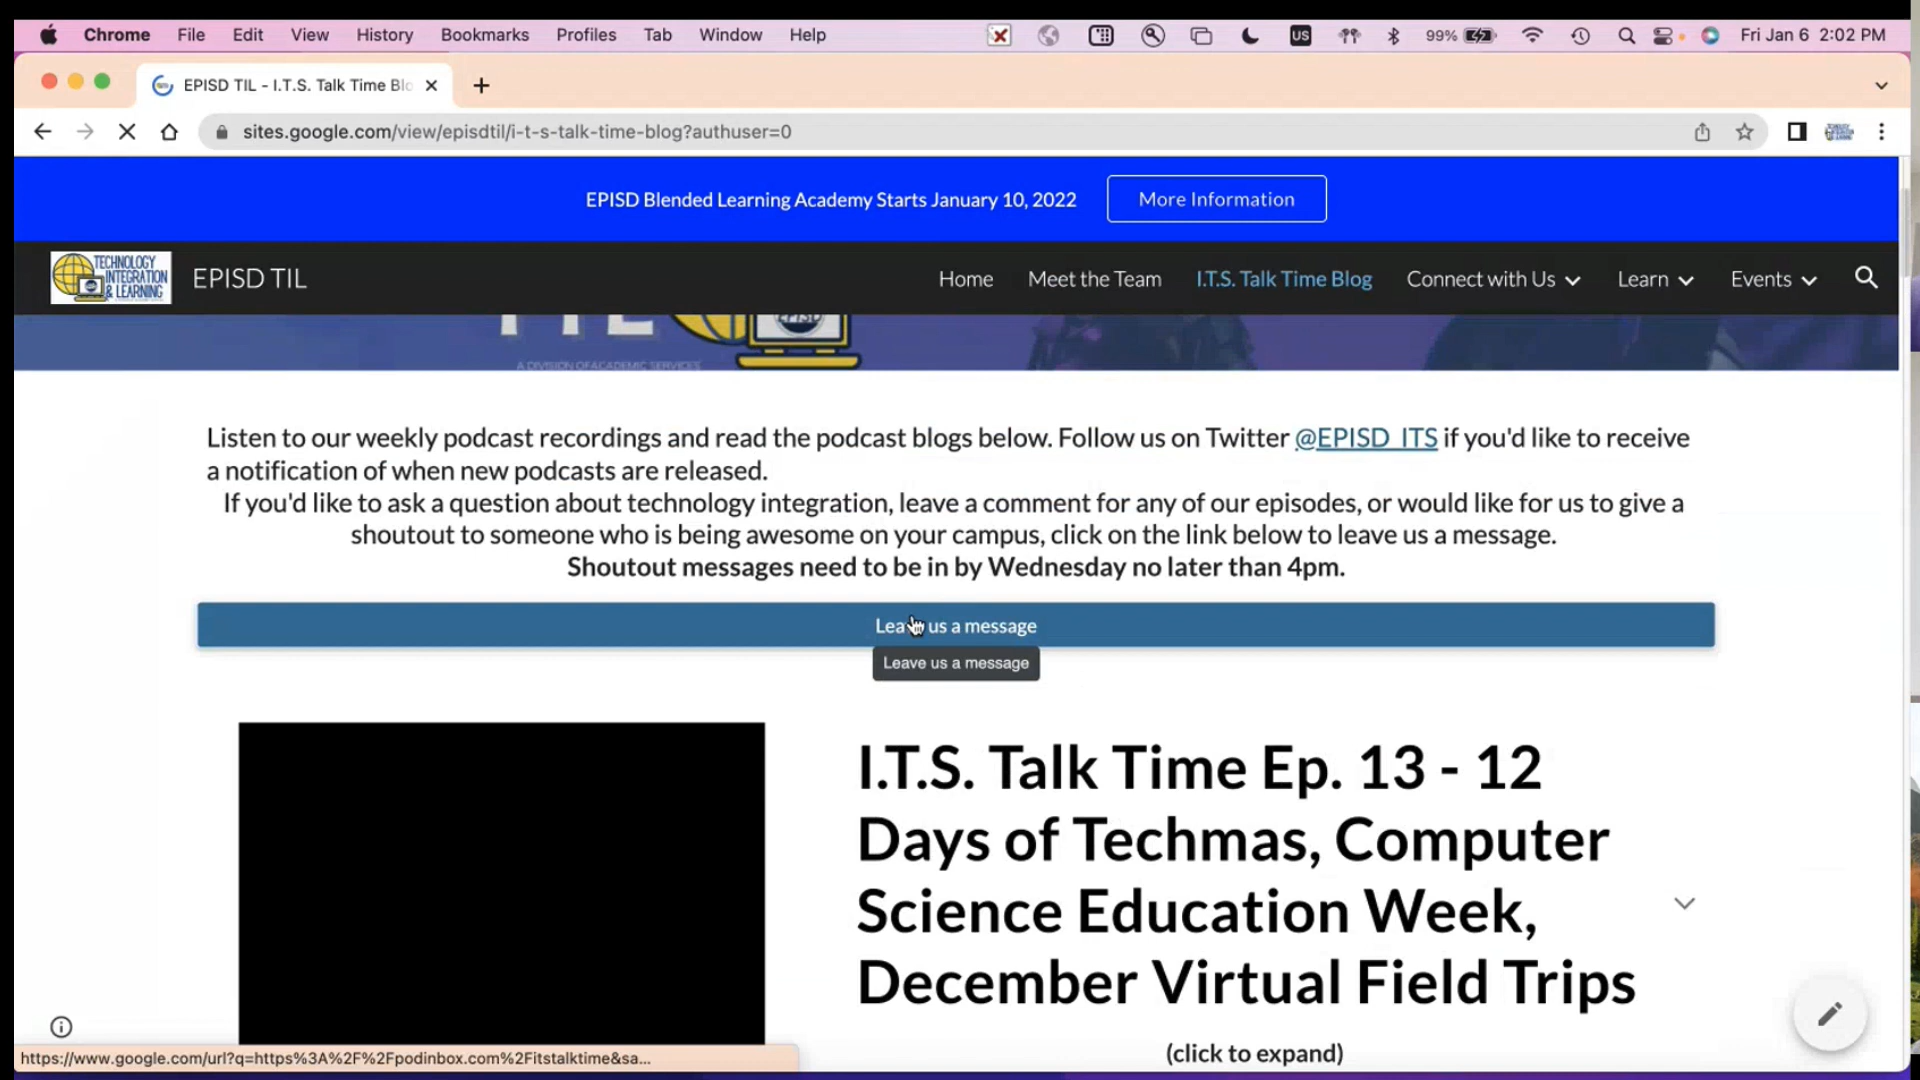 Chrome File Edit View History Bookmarks Profiles Tab Window Help US 99% Fri Jan 6 2:02 PM
EPISD TIL - I.T.S. Talk Time Blo
sites.google.com/view/episdtil/i-t-s-talk-time-blog?authuser=0
EPISD Blended Learning Academy Starts January 10, 2022 More Information
TECHNOLOGY
INTEGRATION
& LEARNING
EPISD TIL Home Meet the Team I.T.S. Talk Time Blog Connect with Us Learn Events
EPISD
A DIVISION OF ACADEMIC SERVICES
Listen to our weekly podcast recordings and read the podcast blogs below. Follow us on Twitter @EPISD_ITS if you'd like to receive
a notification of when new podcasts are released.
If you'd like to ask a question about technology integration, leave a comment for any of our episodes, or would like for us to give a
shoutout to someone who is being awesome on your campus, click on the link below to leave us a message.
Shoutout messages need to be in by Wednesday no later than 4pm.
Leave us a message
Leave us a message
I.T.S. Talk Time Ep. 13 - 12
Days of Techmas, Computer
Science Education Week,
December Virtual Field Trips
(click to expand)
https://www.google.com/url?q=https%3A%2F%2Fpodinbox.com%2Fitstalktime&sa...